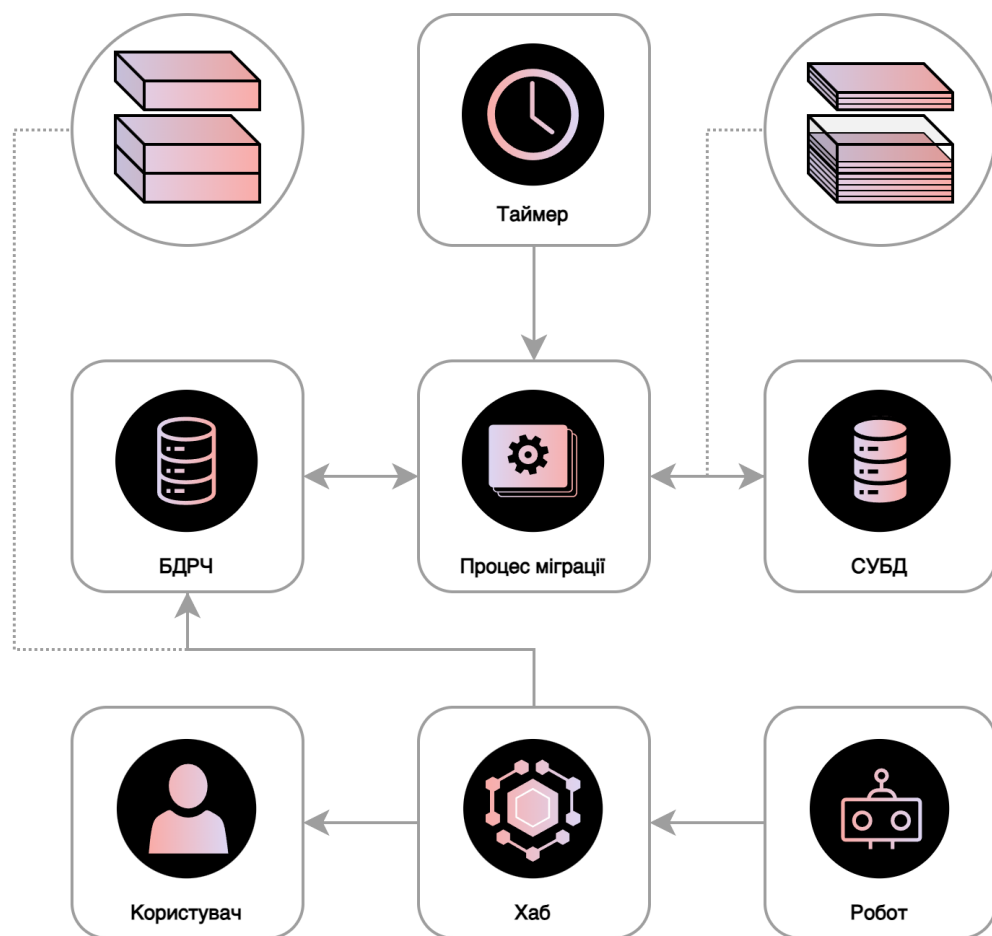 Таймер
БДРЧ
Процес міграції
СУБД
Користувач
Хаб
Робот